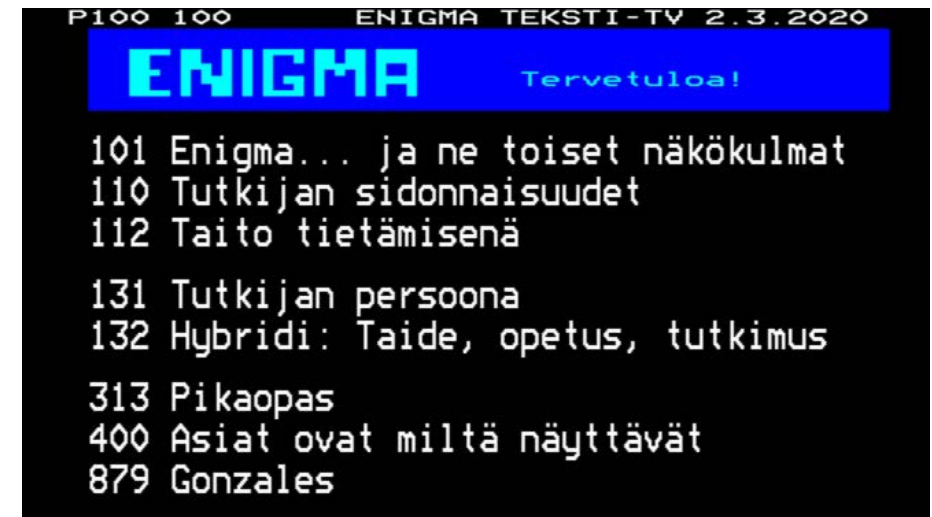 P100 100 ENIGMA TEKSTI-TV 2.3.2020
ENIGMA Tervetuloa!
101 Enigma... ja ne toiset näkökulmat
110 Tutkijan sidonnaisuudet
112 Taito tietämisenä
131 Tutkijan persoona
132 Hybridi: Taide, opetus, tutkimus
313 Pikaopas
400 Asiat ovat miltä näyttävät
879 Gonzales